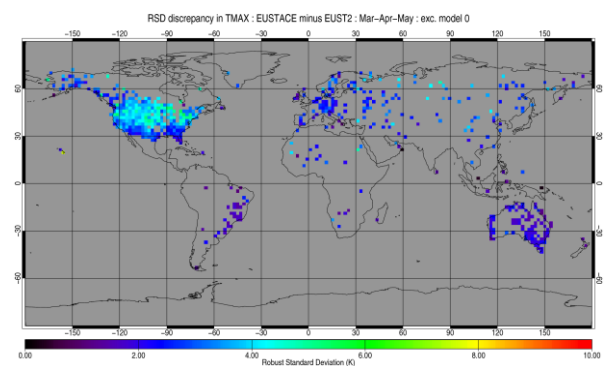 RSD discrepancy in TMAX : EUSTACE minus EUST2 : Mar-Apr-May : exc. model 0
-150 -120 -90 -60 -30 0 30 60 90 120 150
60 60
30 30
0 0
-30 -30
-60 -60
-150 -120 -90 -60 -30 0 30 60 90 120 150
0.00 2.00 4.00 6.00 8.00 10.00
Robust Standard Deviation (K)